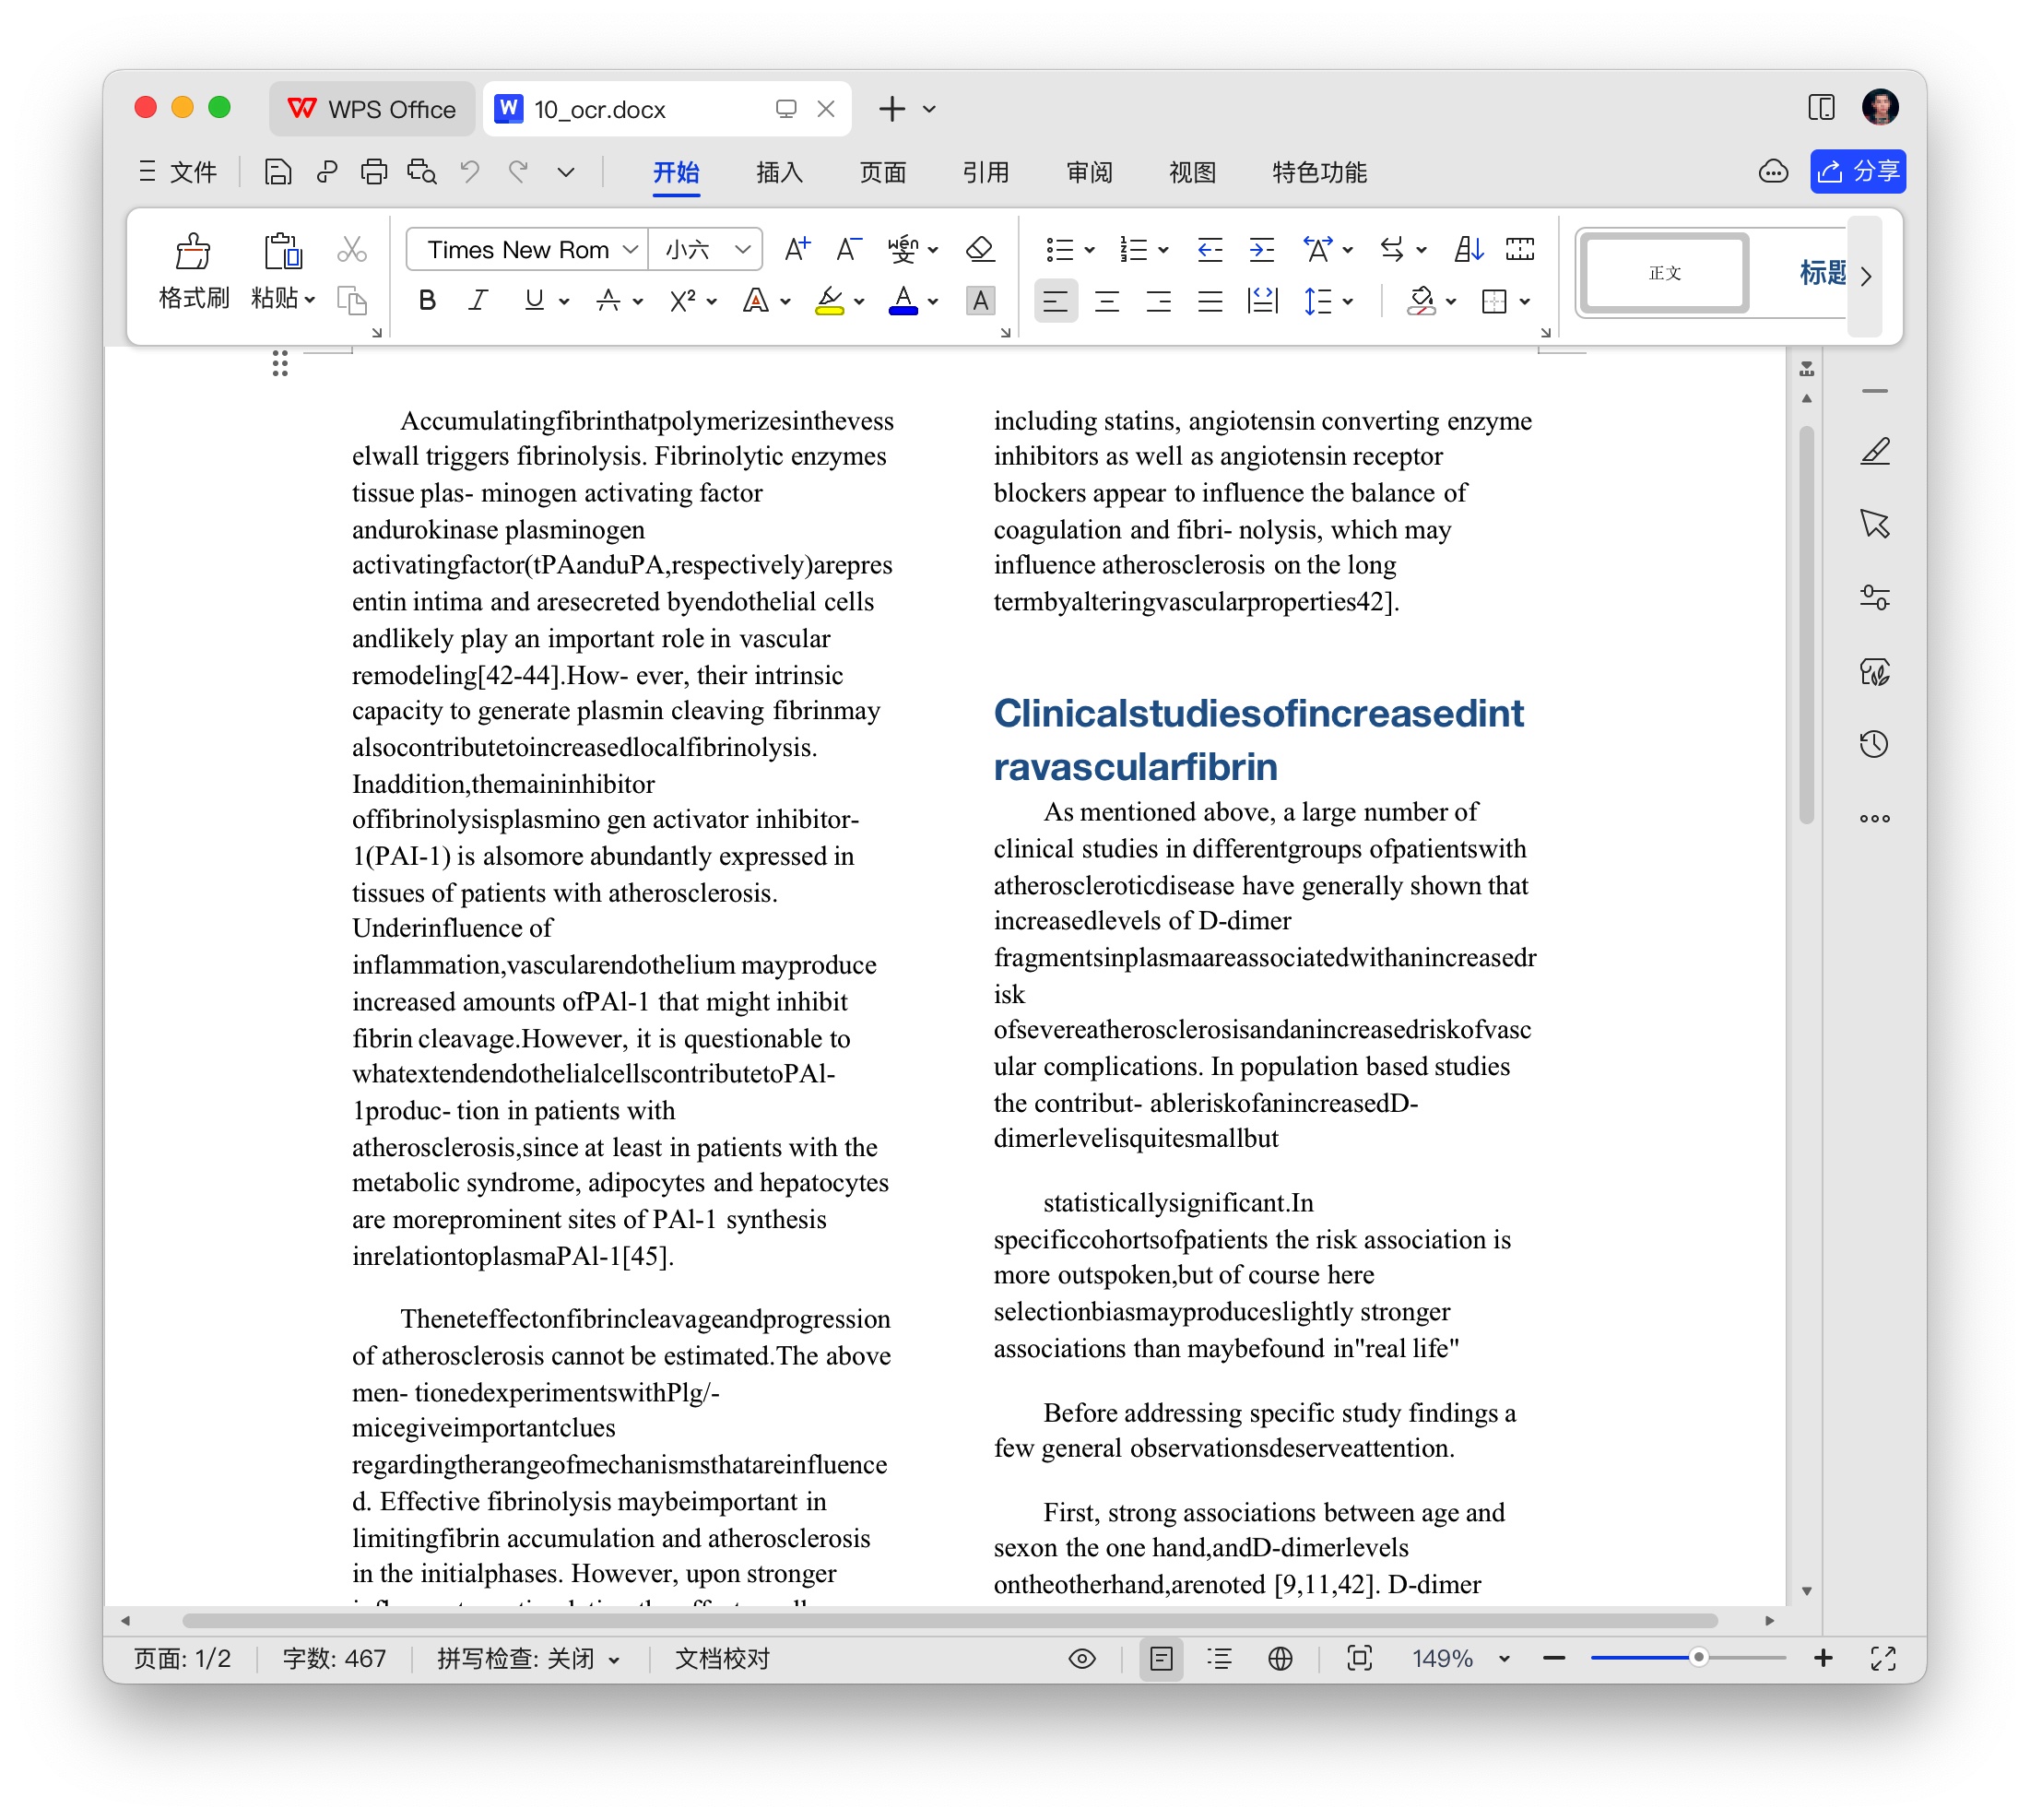 WPS Office
10_ocr.docx
文件
开始
插入
页面
引用
审阅
视图
特色功能
分享
格式刷
粘贴
Times New Rom
小六
正文
标题
Accumulatingfibrinthatpolymerizesinthevess
elwall triggers fibrinolysis. Fibrinolytic enzymes
tissue plas- minogen activating factor
andurokinase plasminogen
activatingfactor(tPAanduPA,respectively)arepres
entin intima and aresecreted byendothelial cells
andlikely play an important role in vascular
remodeling[42-44].How- ever, their intrinsic
capacity to generate plasmin cleaving fibrinmay
alsocontributetoincreasedlocalfibrinolysis.
Inaddition,themaininhibitor
offibrinolysisplasmino gen activator inhibitor-
1(PAI-1) is alsomore abundantly expressed in
tissues of patients with atherosclerosis.
Underinfluence of
inflammation,vascularendothelium mayproduce
increased amounts ofPAl-1 that might inhibit
fibrin cleavage.However, it is questionable to
whatextendendothelialcellscontributetoPAl-
1produc- tion in patients with
atherosclerosis,since at least in patients with the
metabolic syndrome, adipocytes and hepatocytes
are moreprominent sites of PAl-1 synthesis
inrelationtoplasmaPAl-1[45].
Theneteffectonfibrincleavageandprogression
of atherosclerosis cannot be estimated.The above
men- tionedexperimentswithPlg/-
micegiveimportantclues
regardingtherangeofmechanismsthatareinfluence
d. Effective fibrinolysis maybeimportant in
limitingfibrin accumulation and atherosclerosis
in the initialphases. However, upon stronger
including statins, angiotensin converting enzyme
inhibitors as well as angiotensin receptor
blockers appear to influence the balance of
coagulation and fibri- nolysis, which may
influence atherosclerosis on the long
termbyalteringvascularproperties42].
Clinicalstudiesofincreasedint
ravascularfibrin
As mentioned above, a large number of
clinical studies in differentgroups ofpatientswith
atheroscleroticdisease have generally shown that
increasedlevels of D-dimer
fragmentsinplasmaareassociatedwithanincreasedr
isk
ofsevereatherosclerosisandanincreasedriskofvasc
ular complications. In population based studies
the contribut- ableriskofanincreasedD-
dimerlevelisquitesmallbut
statisticallysignificant.In
specificcohortsofpatients the risk association is
more outspoken,but of course here
selectionbiasmayproduceslightly stronger
associations than maybefound in"real life"
Before addressing specific study findings a
few general observationsdeserveattention.
First, strong associations between age and
sexon the one hand,andD-dimerlevels
ontheotherhand,arenoted [9,11,42]. D-dimer
页面: 1/2
字数: 467
拼写检查: 关闭
文档校对
149%